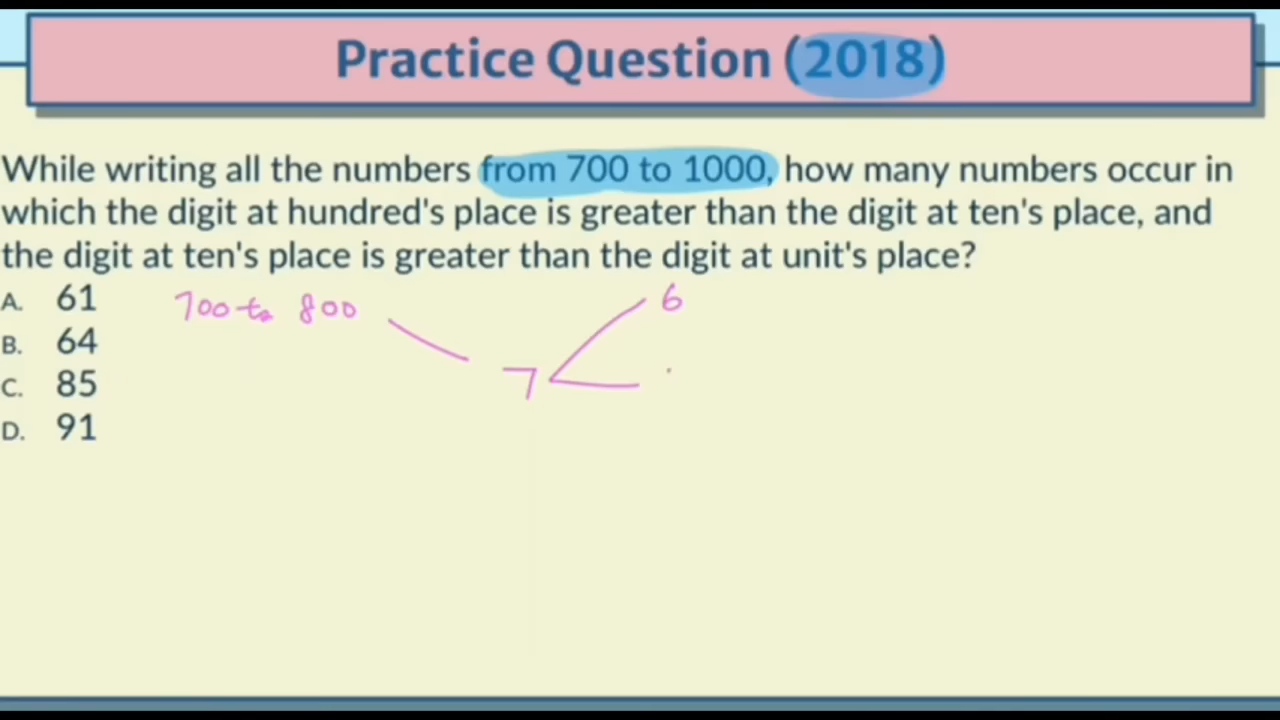 Practice Question (2018)
While writing all the numbers from 700 to 1000, how many numbers occur in
which the digit at hundred's place is greater than the digit at ten's place, and
the digit at ten's place is greater than the digit at unit's place?
A. 61
700 to 800
6
B. 64
7
C. 85
D. 91